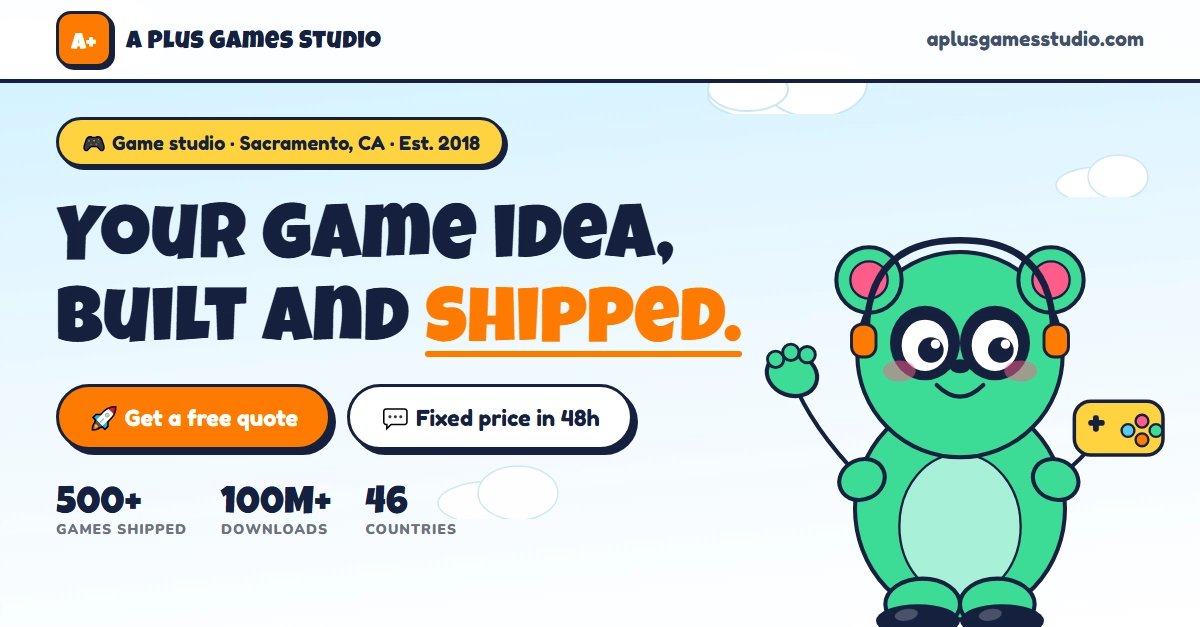 A+
A PLUS GAMES STUDIO
aplusgamesstudio.com
🎮 Game studio · Sacramento, CA · Est. 2018
YOUR GAME IDEA,
BUILT AND SHIPPED.
🚀 Get a free quote
💬 Fixed price in 48h
500+
GAMES SHIPPED
100M+
DOWNLOADS
46
COUNTRIES